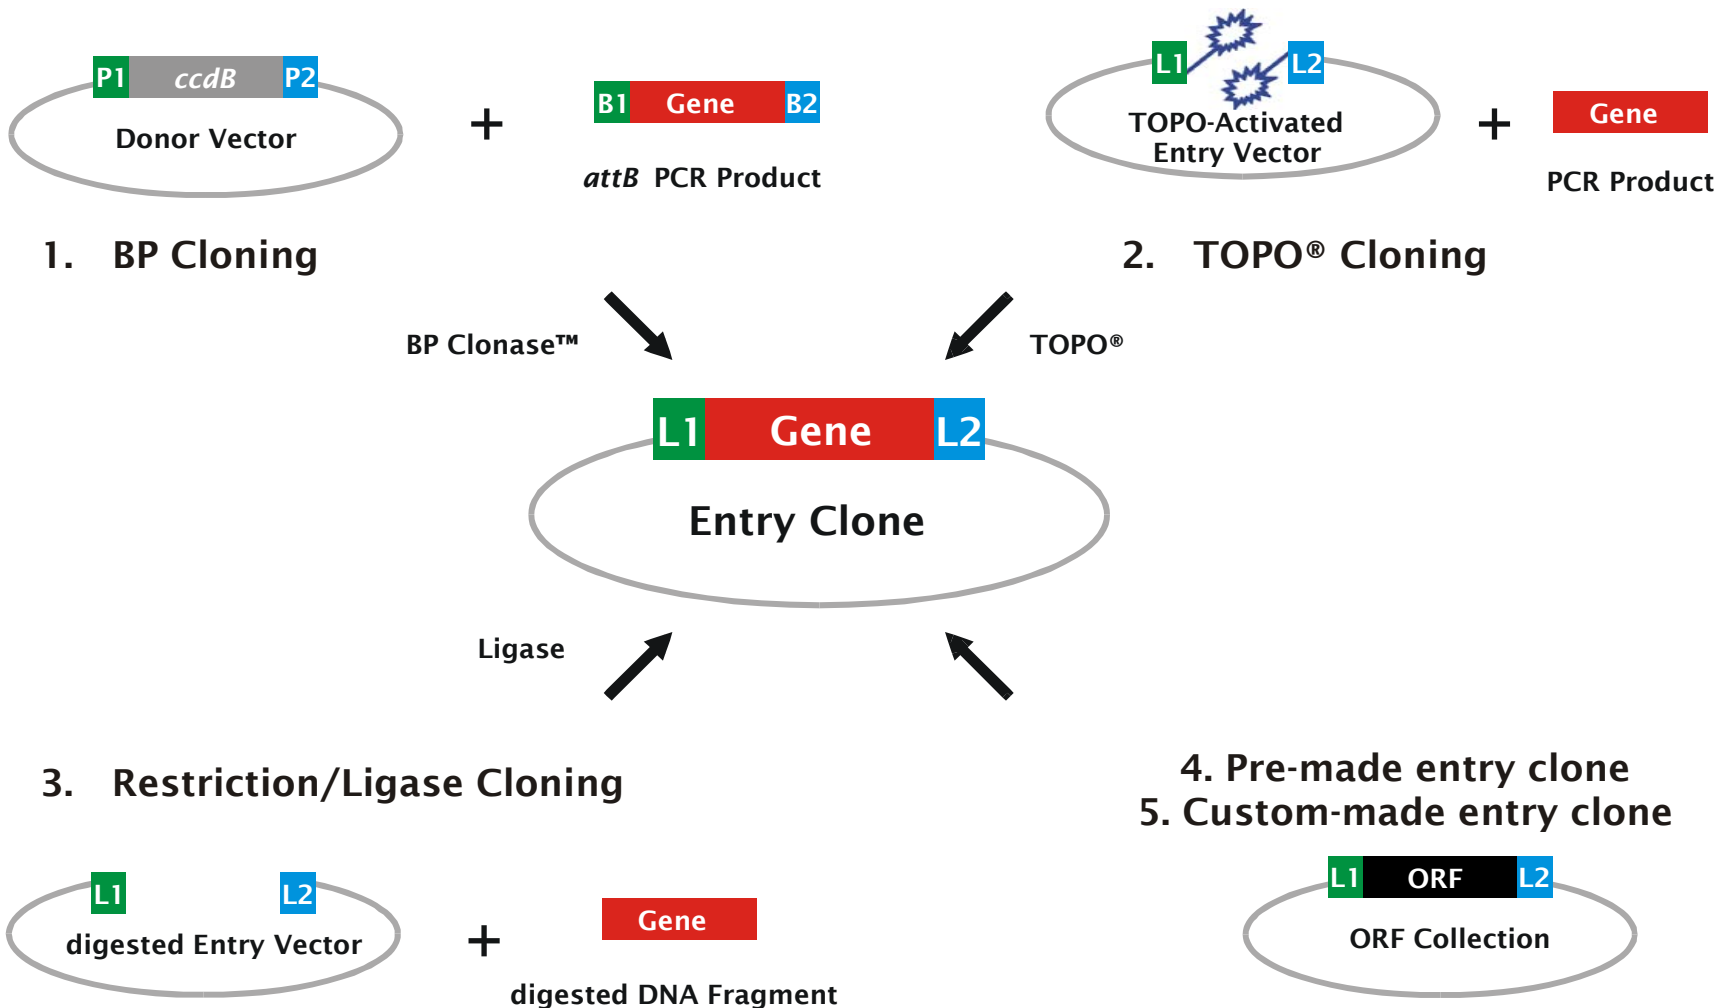 P1 ccdB P2
Donor Vector
+
B1 Gene B2
attB PCR Product
1. BP Cloning
L1 L2
TOPO-Activated
Entry Vector
+
Gene
PCR Product
2. TOPO® Cloning
BP Clonase™
TOPO®
L1 Gene L2
Entry Clone
Ligase
3. Restriction/Ligase Cloning
L1 L2
digested Entry Vector
+
Gene
digested DNA Fragment
4. Pre-made entry clone
5. Custom-made entry clone
L1 ORF L2
ORF Collection